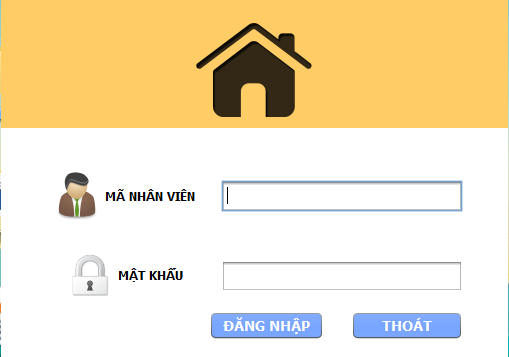 MÃ NHÂN VIÊN
MẬT KHẨU
ĐĂNG NHẬP THOÁT